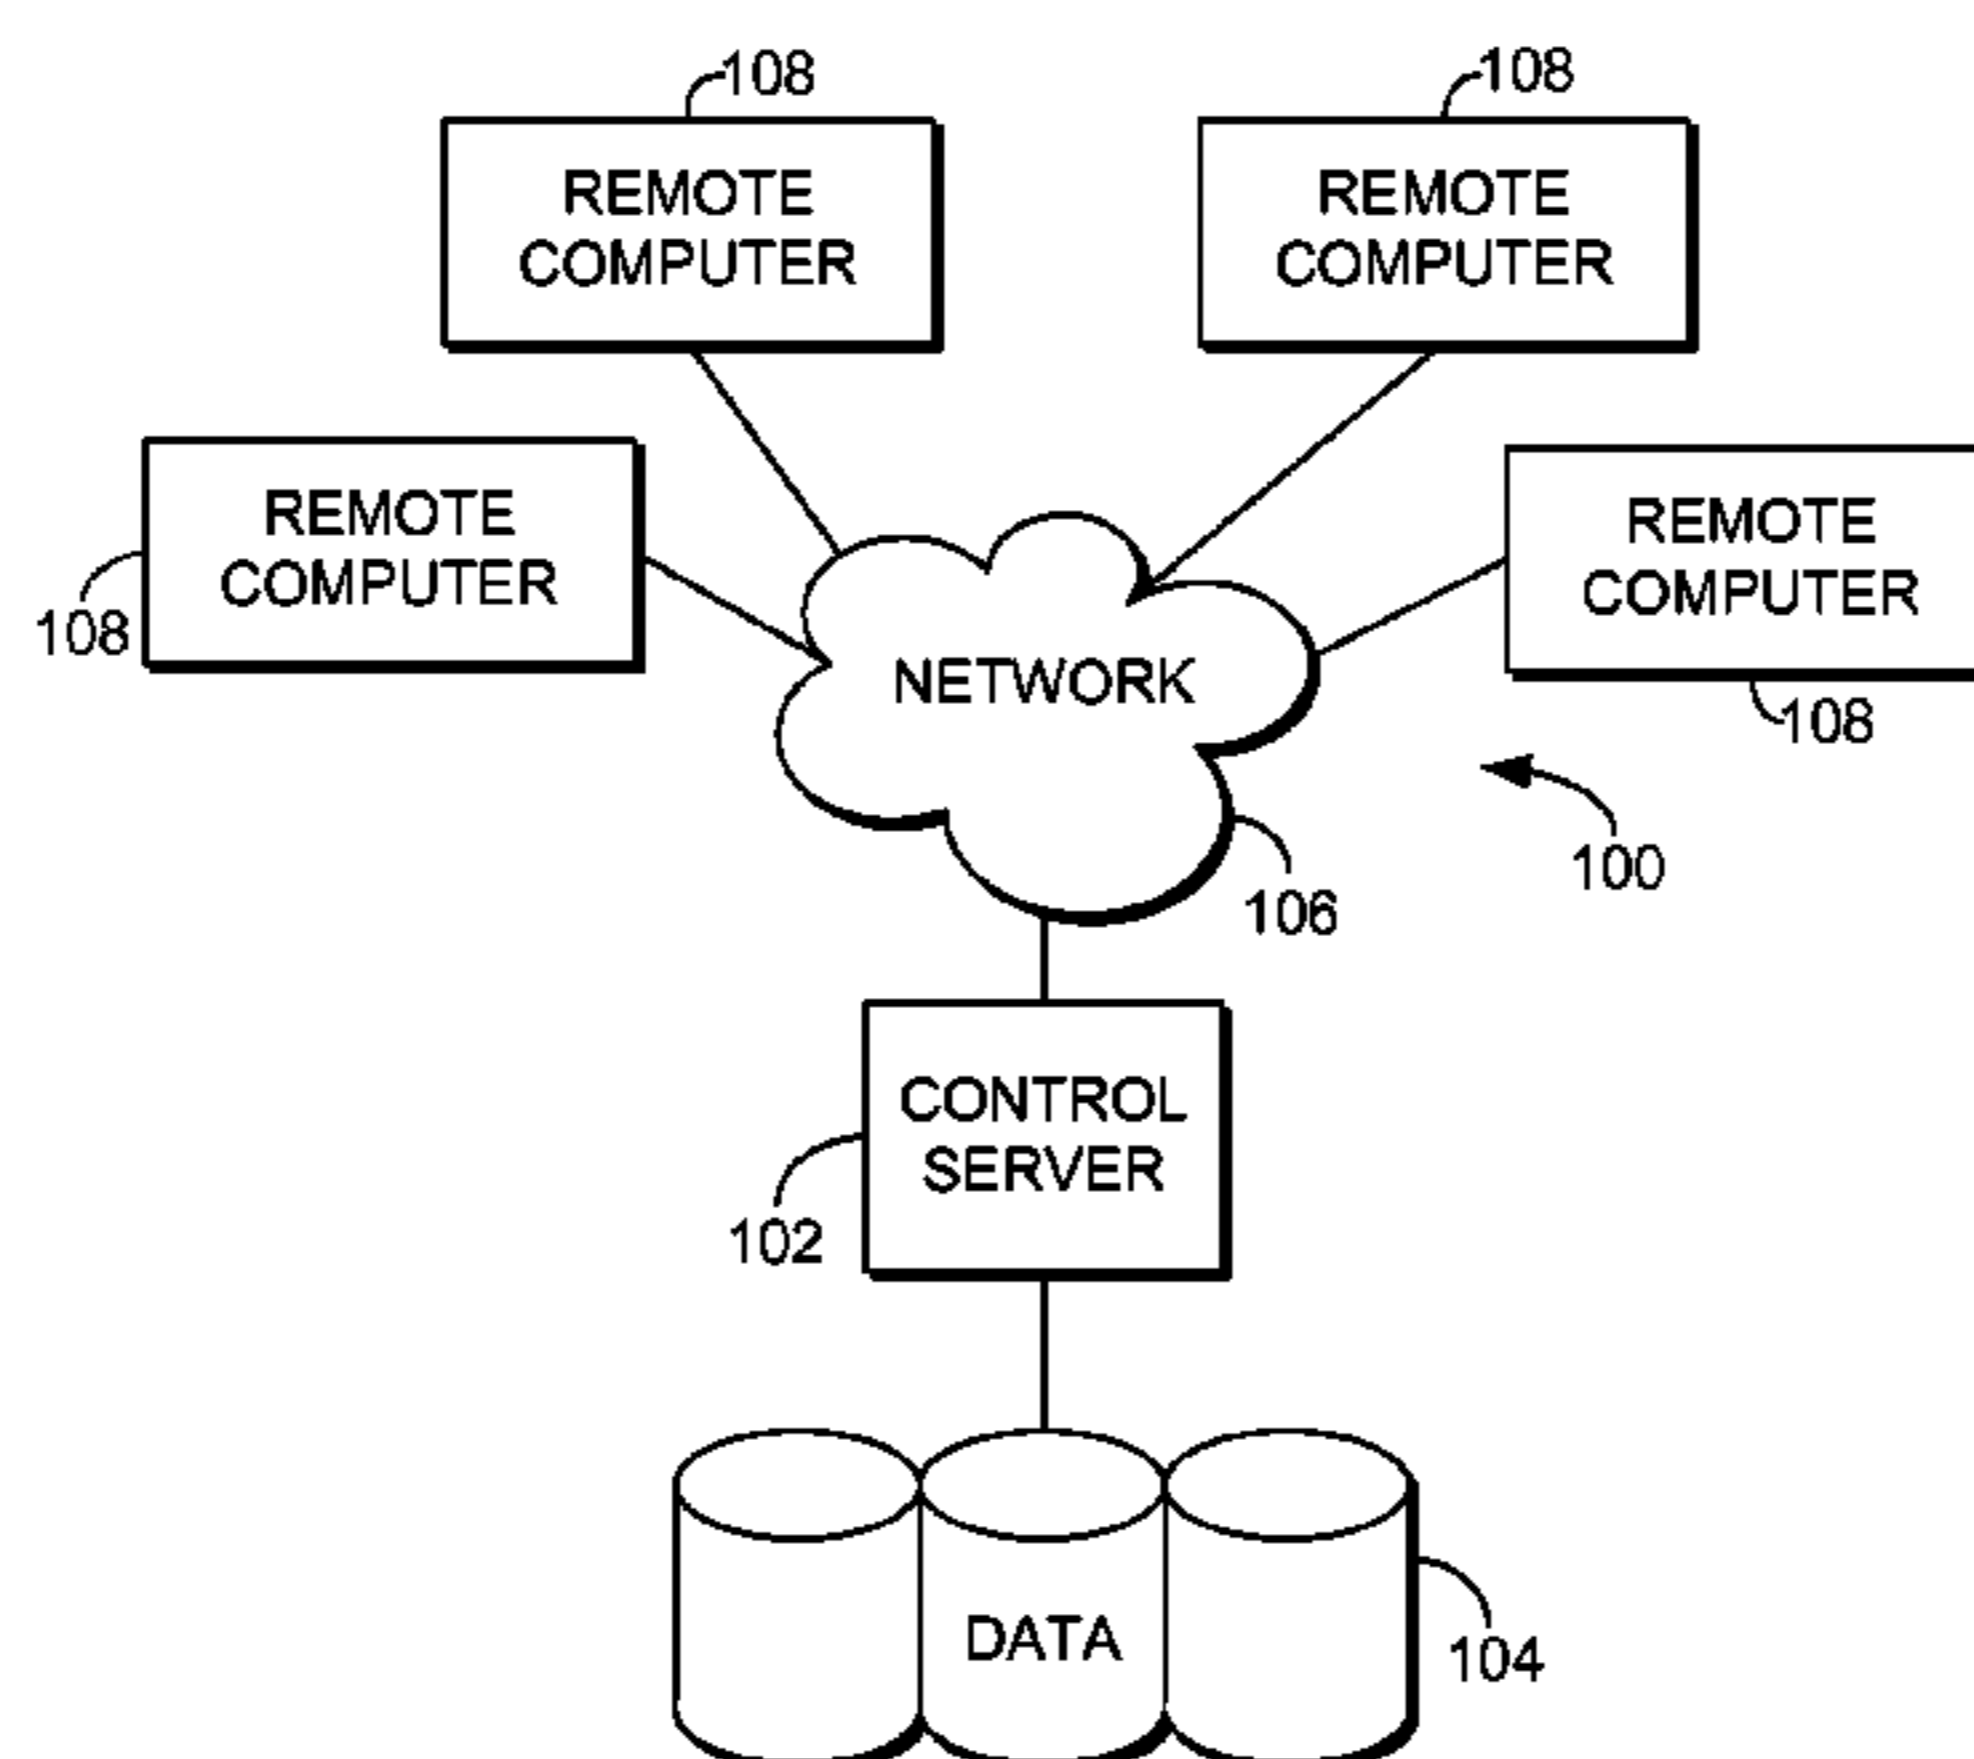 108
108
REMOTE
COMPUTER
REMOTE
COMPUTER
REMOTE
COMPUTER
108
REMOTE
COMPUTER
108
NETWORK
100
106
CONTROL
SERVER
102
DATA
104